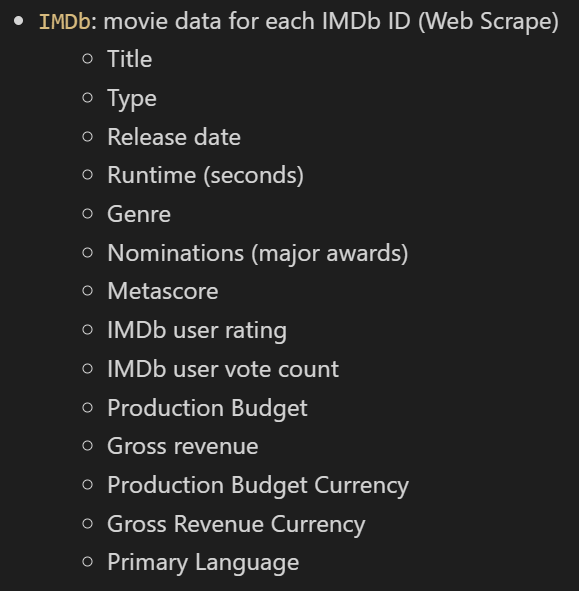 IMDb: movie data for each IMDb ID (Web Scrape)
Title
Type
Release date
Runtime (seconds)
Genre
Nominations (major awards)
Metascore
IMDb user rating
IMDb user vote count
Production Budget
Gross revenue
Production Budget Currency
Gross Revenue Currency
Primary Language